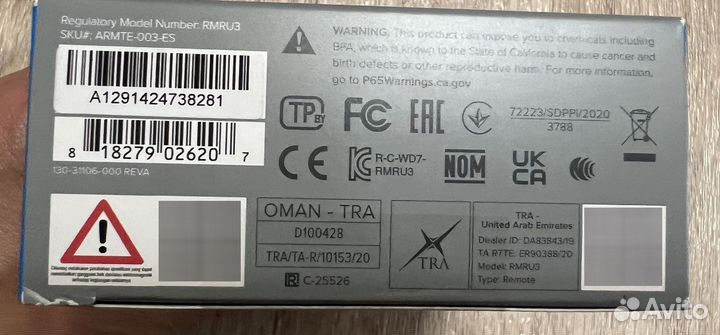 Regulatory Model Number: RMRU3
SKU#: ARMTE-003-ES
A1291424738281
8 18279 02620 7
130-31106-000 REVA
WARNING: This product can expose you to chemicals including
BPA, which is known to the State of California to cause cancer and
birth defects or other reproductive harm. For more information,
go to P65Warnings.ca.gov
TP BY
FC
EAC
72223/SDPPI/2020
3788
CE
R-C-WD7-
RMRU3
NOM
UK
CA
OMAN - TRA
D100428
TRA/TA-R/10153/20
R C-25526
TRA
TRA -
United Arab Emirates
Dealer ID: DA83843/19
TA RTTE: ER90388/20
Model: RMRU3
Type: Remote
Avito